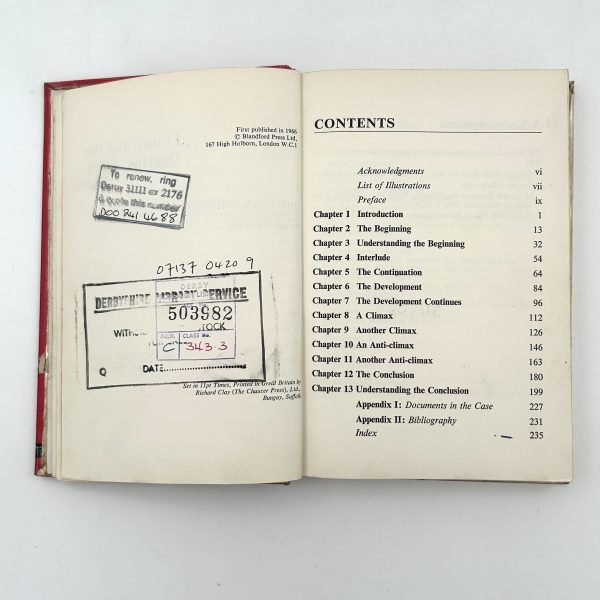 First published in 1966
© Blandford Press Ltd,
167 High Holborn, London W.C.1
To renew, ring
Derby 31111 ex 2176
& quote this number
D00 241 4688
07137 0420 9
DERBY
DERBYSHIRE LIBRARY SERVICE
503982
STOCK
ALLN.
CLASS No.
C
343.3
Q DATE
Set in 11pt Times, Printed in Great Britain by
Richard Clay (The Chaucer Press), Ltd.,
Bungay, Suffolk
CONTENTS
Acknowledgments vi
List of Illustrations vii
Preface ix
Chapter 1 Introduction 1
Chapter 2 The Beginning 13
Chapter 3 Understanding the Beginning 32
Chapter 4 Interlude 54
Chapter 5 The Continuation 64
Chapter 6 The Development 84
Chapter 7 The Development Continues 96
Chapter 8 A Climax 112
Chapter 9 Another Climax 126
Chapter 10 An Anti-climax 146
Chapter 11 Another Anti-climax 163
Chapter 12 The Conclusion 180
Chapter 13 Understanding the Conclusion 199
Appendix I: Documents in the Case 227
Appendix II: Bibliography 231
Index 235